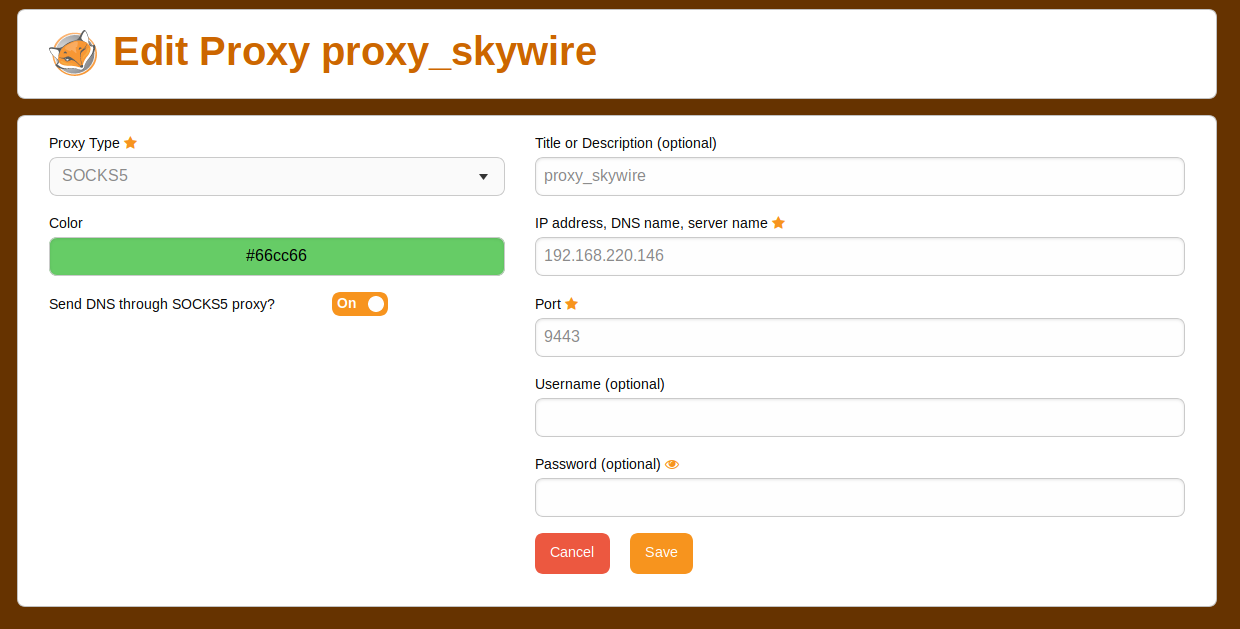 Edit Proxy proxy_skywire
Proxy Type
SOCKS5
Color
#66cc66
Send DNS through SOCKS5 proxy?
On
Title or Description (optional)
proxy_skywire
IP address, DNS name, server name
192.168.220.146
Port
9443
Username (optional)
Password (optional)
Cancel
Save